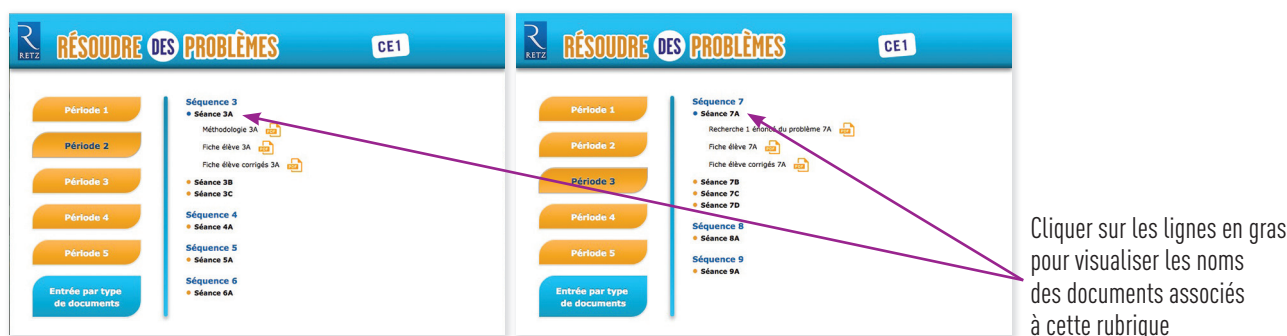 RETZ
RÉSOUDRE DES PROBLÈMES
CE1
Période 1
Période 2
Période 3
Période 4
Période 5
Entrée par type
de documents
Séquence 3
• Séance 3A
Méthodologie 3A PDF
Fiche élève 3A PDF
Fiche élève corrigés 3A PDF
• Séance 3B
• Séance 3C
Séquence 4
• Séance 4A
Séquence 5
• Séance 5A
Séquence 6
• Séance 6A
RETZ
RÉSOUDRE DES PROBLÈMES
CE1
Période 1
Période 2
Période 3
Période 4
Période 5
Entrée par type
de documents
Séquence 7
• Séance 7A
Recherche 1 énoncé du problème 7A PDF
Fiche élève 7A PDF
Fiche élève corrigés 7A PDF
• Séance 7B
• Séance 7C
• Séance 7D
Séquence 8
• Séance 8A
Séquence 9
• Séance 9A
Cliquer sur les lignes en gras
pour visualiser les noms
des documents associés
à cette rubrique